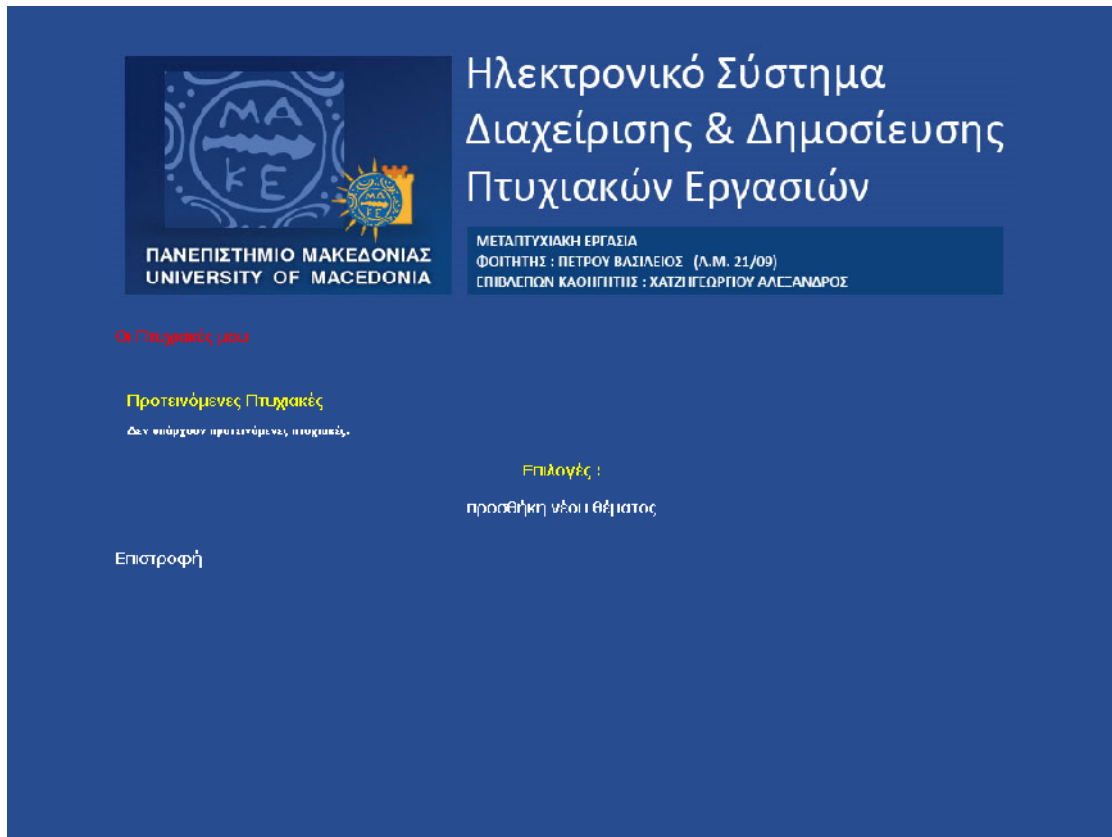 ΜΑ
ΚΕ
ΜΑ
ΚΕ
ΠΑΝΕΠΙΣΤΗΜΙΟ ΜΑΚΕΔΟΝΙΑΣ
UNIVERSITY OF MACEDONIA
Ηλεκτρονικό Σύστημα
Διαχείρισης & Δημοσίευσης
Πτυχιακών Εργασιών
ΜΕΤΑΠΤΥΧΙΑΚΗ ΕΡΓΑΣΙΑ
ΦΟΙΤΗΤΗΣ : ΠΕΤΡΟΥ ΒΑΣΙΛΕΙΟΣ (Α.Μ. 21/09)
ΕΠΙΒΛΕΠΩΝ ΚΑΘΗΓΗΤΗΣ : ΧΑΤΖΗΓΕΩΡΓΙΟΥ ΑΛΕΞΑΝΔΡΟΣ
Οι Πτυχιακές μου
Προτεινόμενες Πτυχιακές
Δεν υπάρχουν προτεινόμενες πτυχιακές.
Επιλογές :
προσθήκη νέου θέματος
Επιστροφή